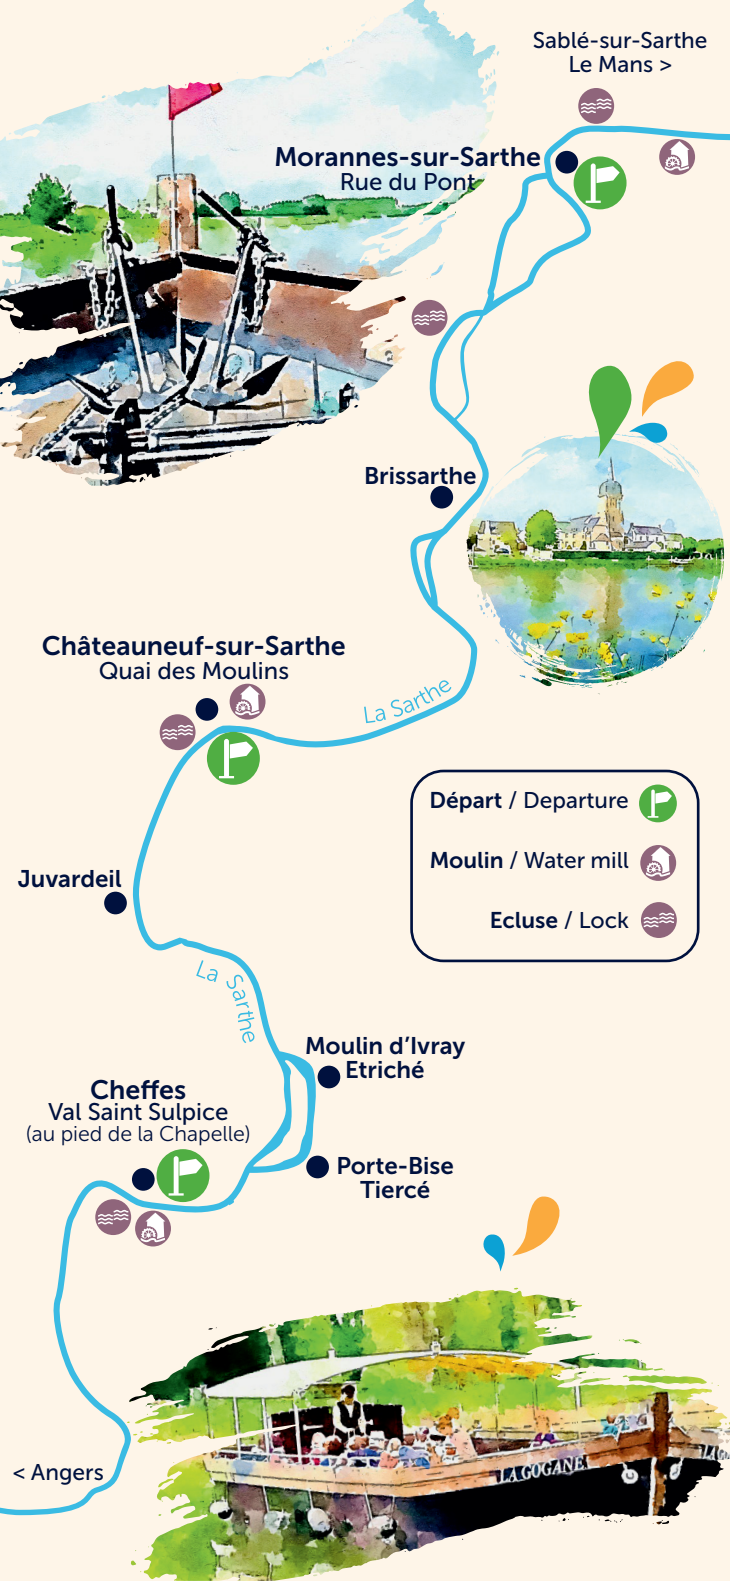 Sablé-sur-Sarthe
Le Mans >
Morannes-sur-Sarthe
Rue du Pont
Brissarthe
Châteauneuf-sur-Sarthe
Quai des Moulins
La Sarthe
Départ / Departure
Moulin / Water mill
Ecluse / Lock
Juvardeil
La Sarthe
Moulin d’Ivray
Etriché
Cheffes
Val Saint Sulpice
(au pied de la Chapelle)
Porte-Bise
Tiercé
< Angers
LA GOGANE